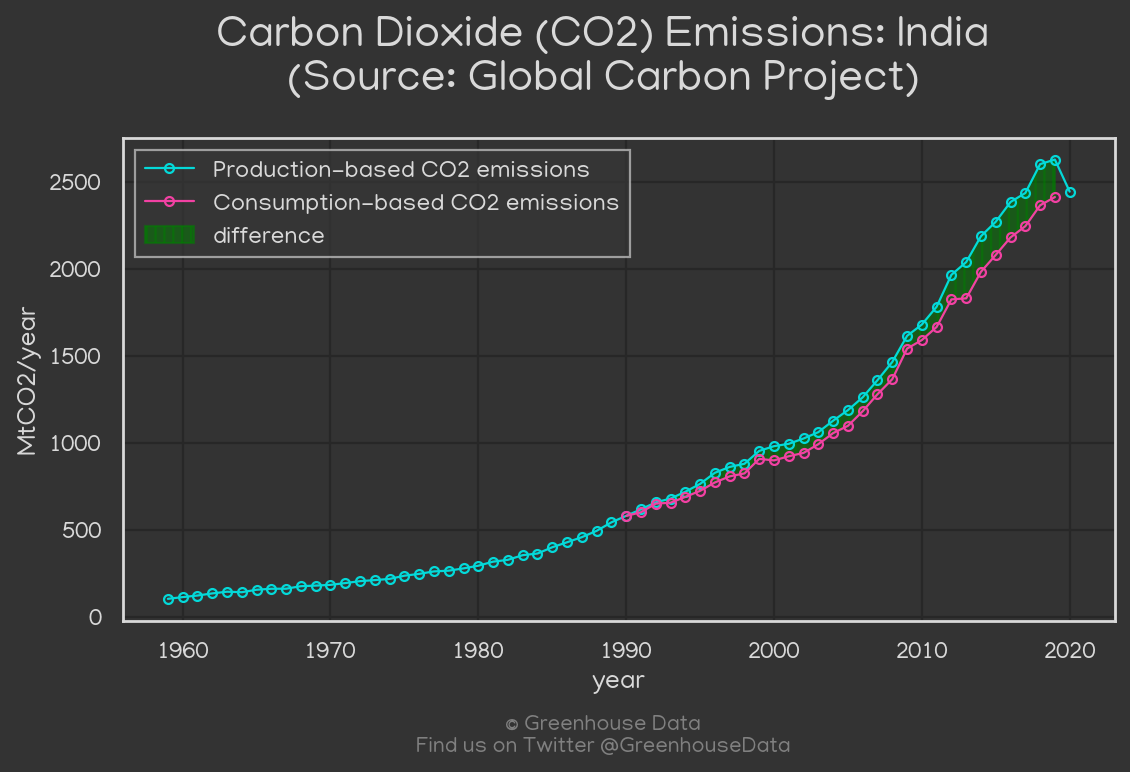 Carbon Dioxide (CO2) Emissions: India
(Source: Global Carbon Project)
Production-based CO2 emissions
Consumption-based CO2 emissions
difference
MtCO2/year
2500
2000
1500
1000
500
0
1960 1970 1980 1990 2000 2010 2020
year
© Greenhouse Data
Find us on Twitter @GreenhouseData